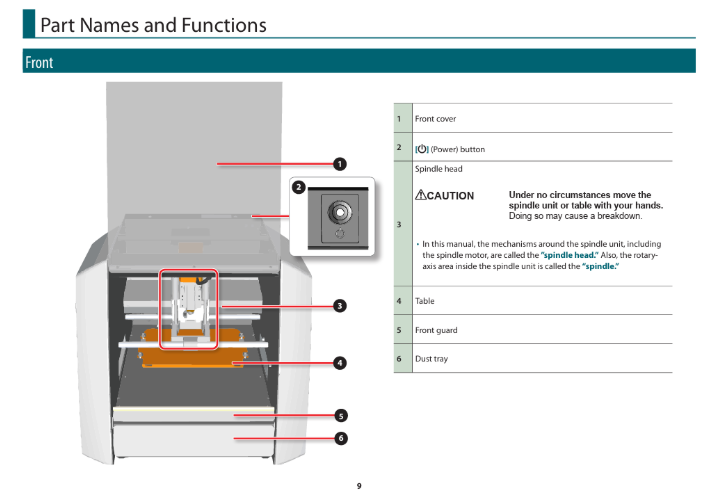 Part Names and Functions
Front
1
2
3
4
5
6
1 Front cover
2 [⏻] (Power) button
3 Spindle head
⚠CAUTION Under no circumstances move the
spindle unit or table with your hands.
Doing so may cause a breakdown.
• In this manual, the mechanisms around the spindle unit, including
the spindle motor, are called the "spindle head." Also, the rotary-
axis area inside the spindle unit is called the "spindle."
4 Table
5 Front guard
6 Dust tray
9